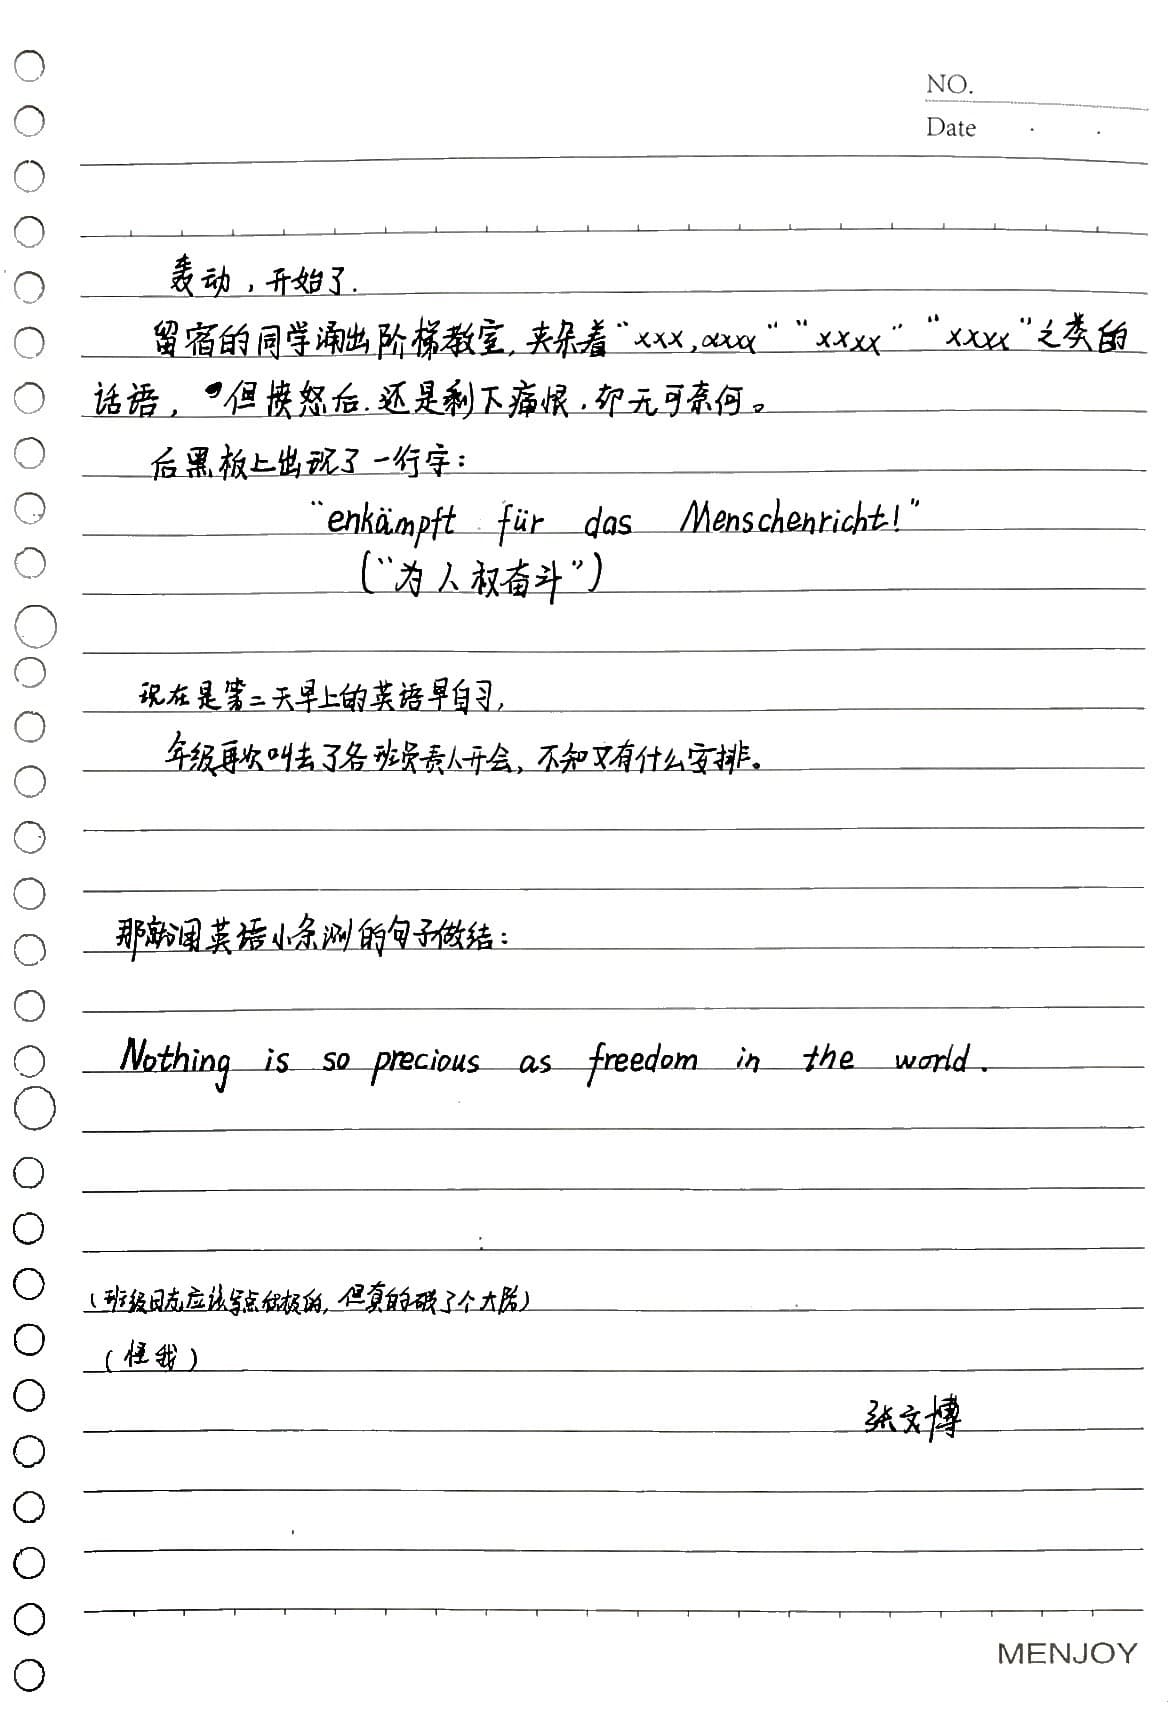 NO.
Date . .
轰动，开始了.
留宿的同学涌出阶梯教室,夹杂着“xxx,xxxx”“xxxx”“xxxx”之类的
话语，但愤怒后.还是剩下痛恨.却无可奈何。
后黑板上出现了一行字：
“enkämpft für das Menschenricht!”
(“为人权奋斗”)
现在是第二天早上的英语早自习,
年级再次叫去了各班负责人开会,不知又有什么安排。
那就用英语小条测的句子做结：
Nothing is so precious as freedom in the world.
(班级日志应该写点积极的,但真的破了个大防)
(怪我)
张文博
MENJOY